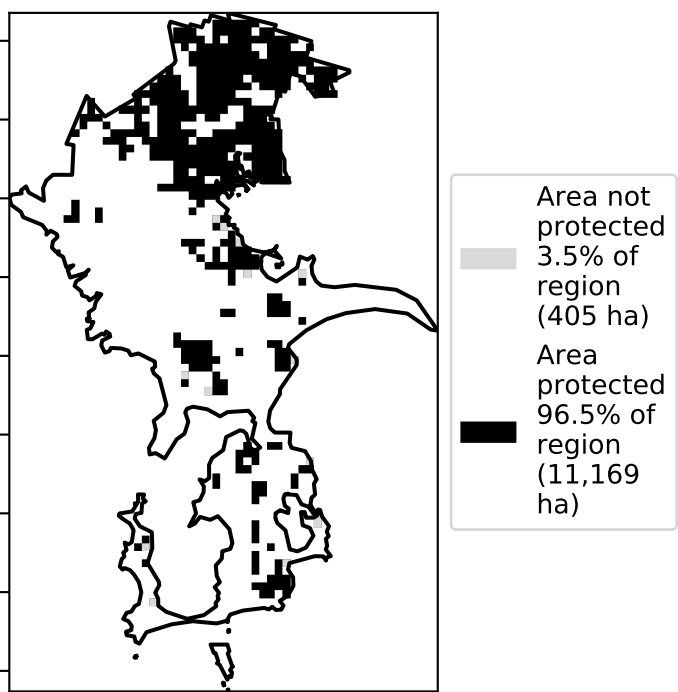 Area not
protected
3.5% of
region
(405 ha)
Area
protected
96.5% of
region
(11,169
ha)